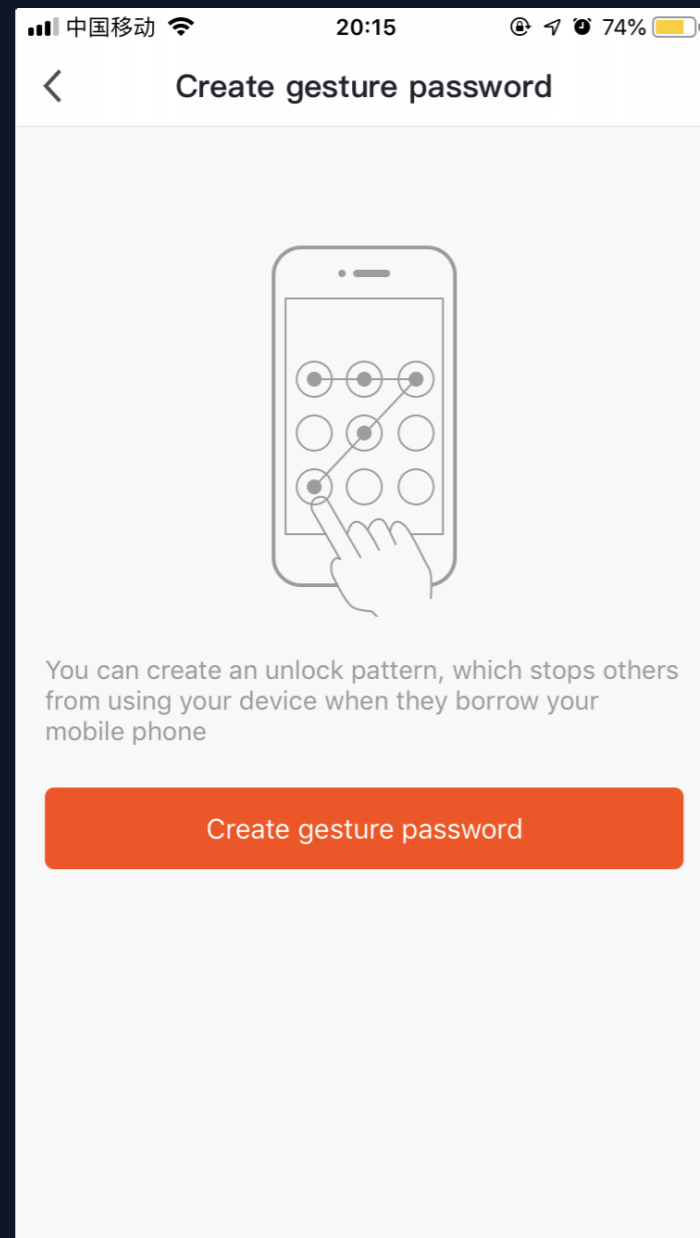 中国移动 20:15 74%
Create gesture password
You can create an unlock pattern, which stops others
from using your device when they borrow your
mobile phone
Create gesture password